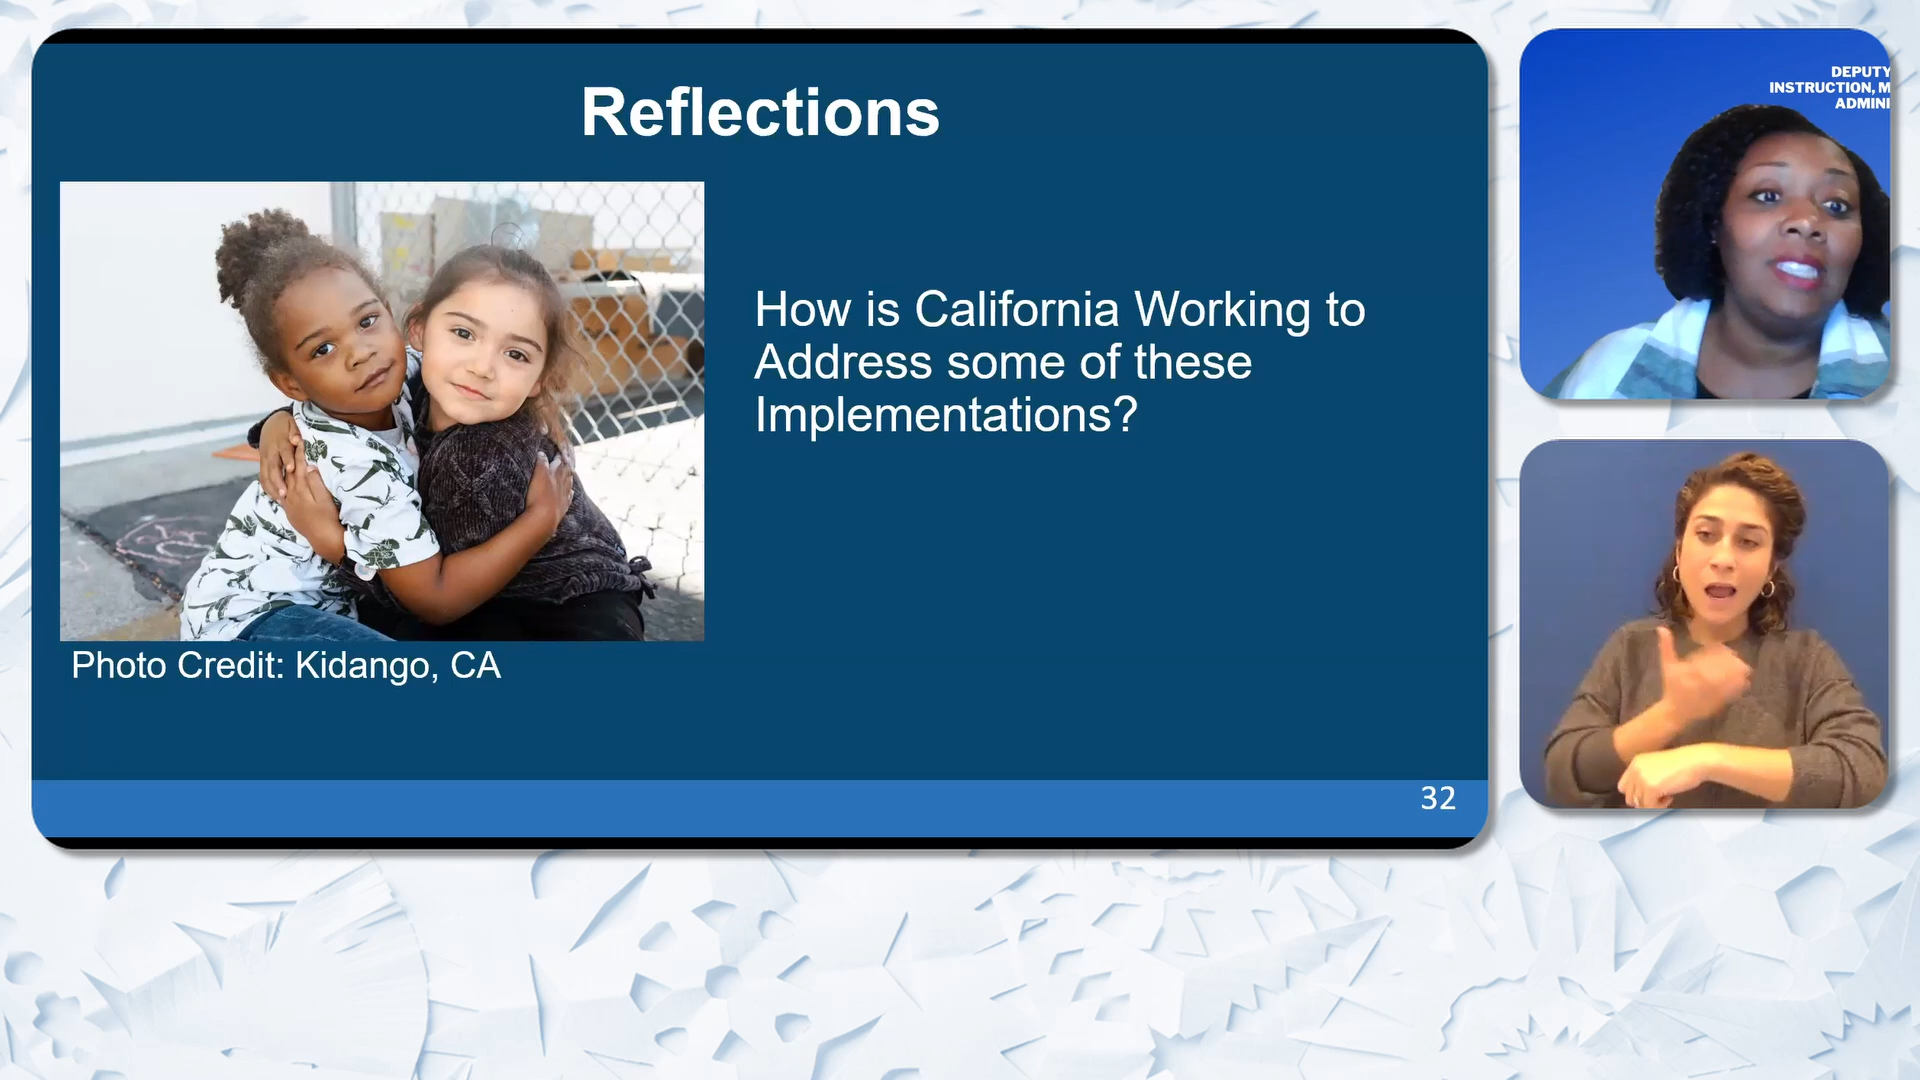 Reflections
How is California Working to
Address some of these
Implementations?
Photo Credit: Kidango, CA
32
DEPUTY
INSTRUCTION, M
ADMINI